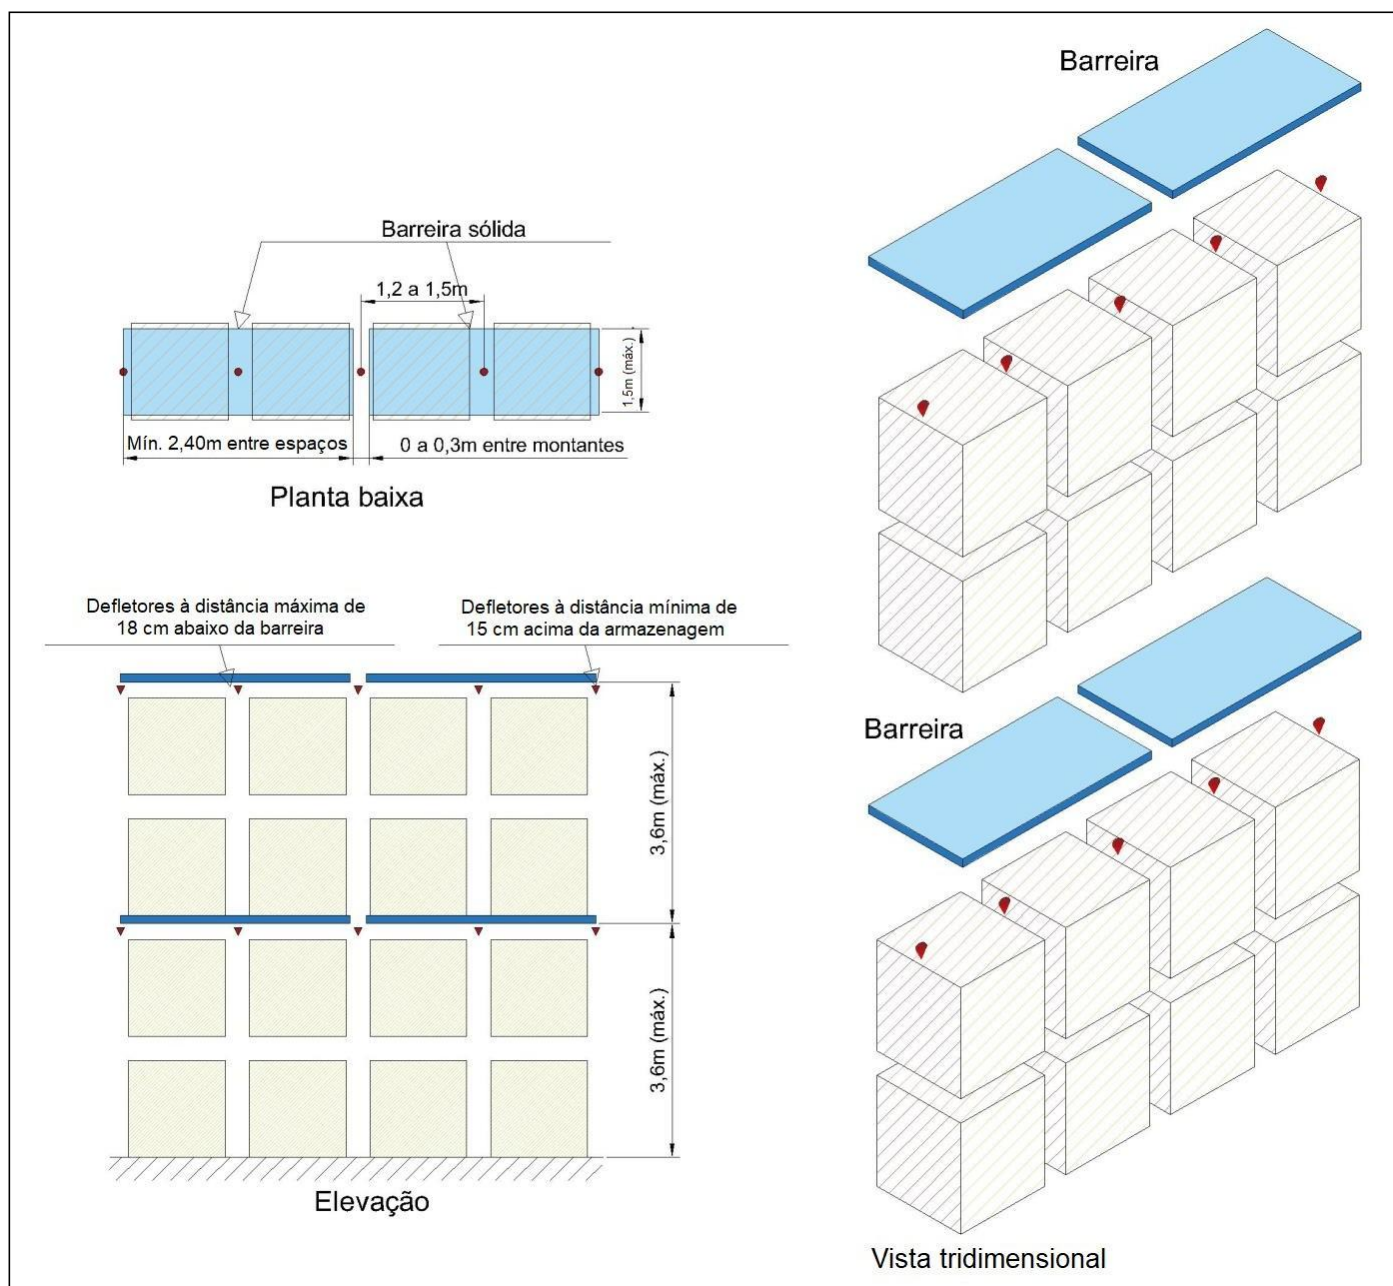 Barreira
Barreira sólida
1,2 a 1,5m
1,5m (máx.)
Mín. 2,40m entre espaços
0 a 0,3m entre montantes
Planta baixa
Defletores à distância máxima de
18 cm abaixo da barreira
Defletores à distância mínima de
15 cm acima da armazenagem
3,6m (máx.)
3,6m (máx.)
Elevação
Barreira
Vista tridimensional